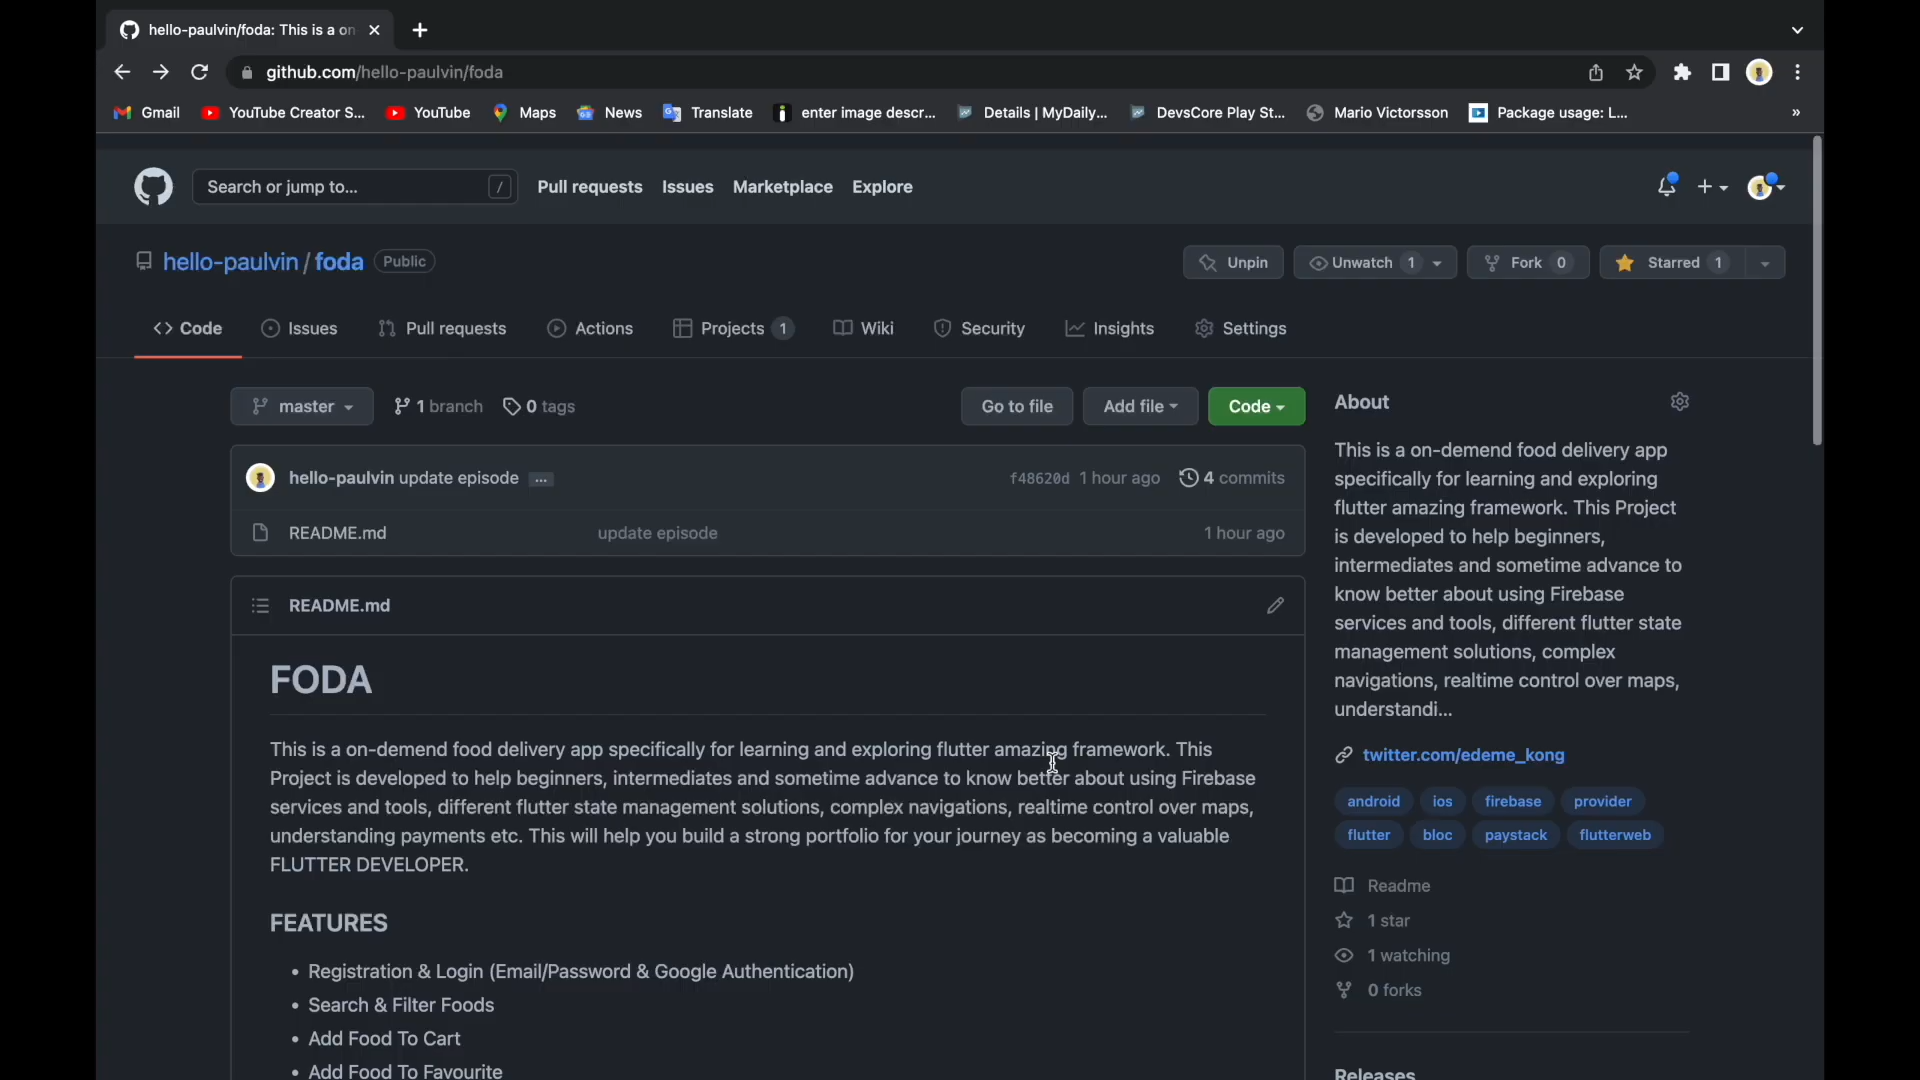 hello-paulvin/foda: This is a on
github.com/hello-paulvin/foda
Gmail YouTube Creator S... YouTube Maps News Translate enter image descr... Details | MyDaily... DevsCore Play St... Mario Victorsson Package usage: L... »
Search or jump to... / Pull requests Issues Marketplace Explore
hello-paulvin / foda Public Unpin Unwatch 1 Fork 0 Starred 1
Code Issues Pull requests Actions Projects 1 Wiki Security Insights Settings
master 1 branch 0 tags Go to file Add file Code
hello-paulvin update episode ... f48620d 1 hour ago 4 commits
README.md update episode 1 hour ago
README.md
FODA
This is a on-demend food delivery app specifically for learning and exploring flutter amazing framework. This
Project is developed to help beginners, intermediates and sometime advance to know better about using Firebase
services and tools, different flutter state management solutions, complex navigations, realtime control over maps,
understanding payments etc. This will help you build a strong portfolio for your journey as becoming a valuable
FLUTTER DEVELOPER.
FEATURES
• Registration & Login (Email/Password & Google Authentication)
• Search & Filter Foods
• Add Food To Cart
• Add Food To Favourite
About
This is a on-demend food delivery app
specifically for learning and exploring
flutter amazing framework. This Project
is developed to help beginners,
intermediates and sometime advance to
know better about using Firebase
services and tools, different flutter state
management solutions, complex
navigations, realtime control over maps,
understandi...
twitter.com/edeme_kong
android ios firebase provider
flutter bloc paystack flutterweb
Readme
1 star
1 watching
0 forks
Releases